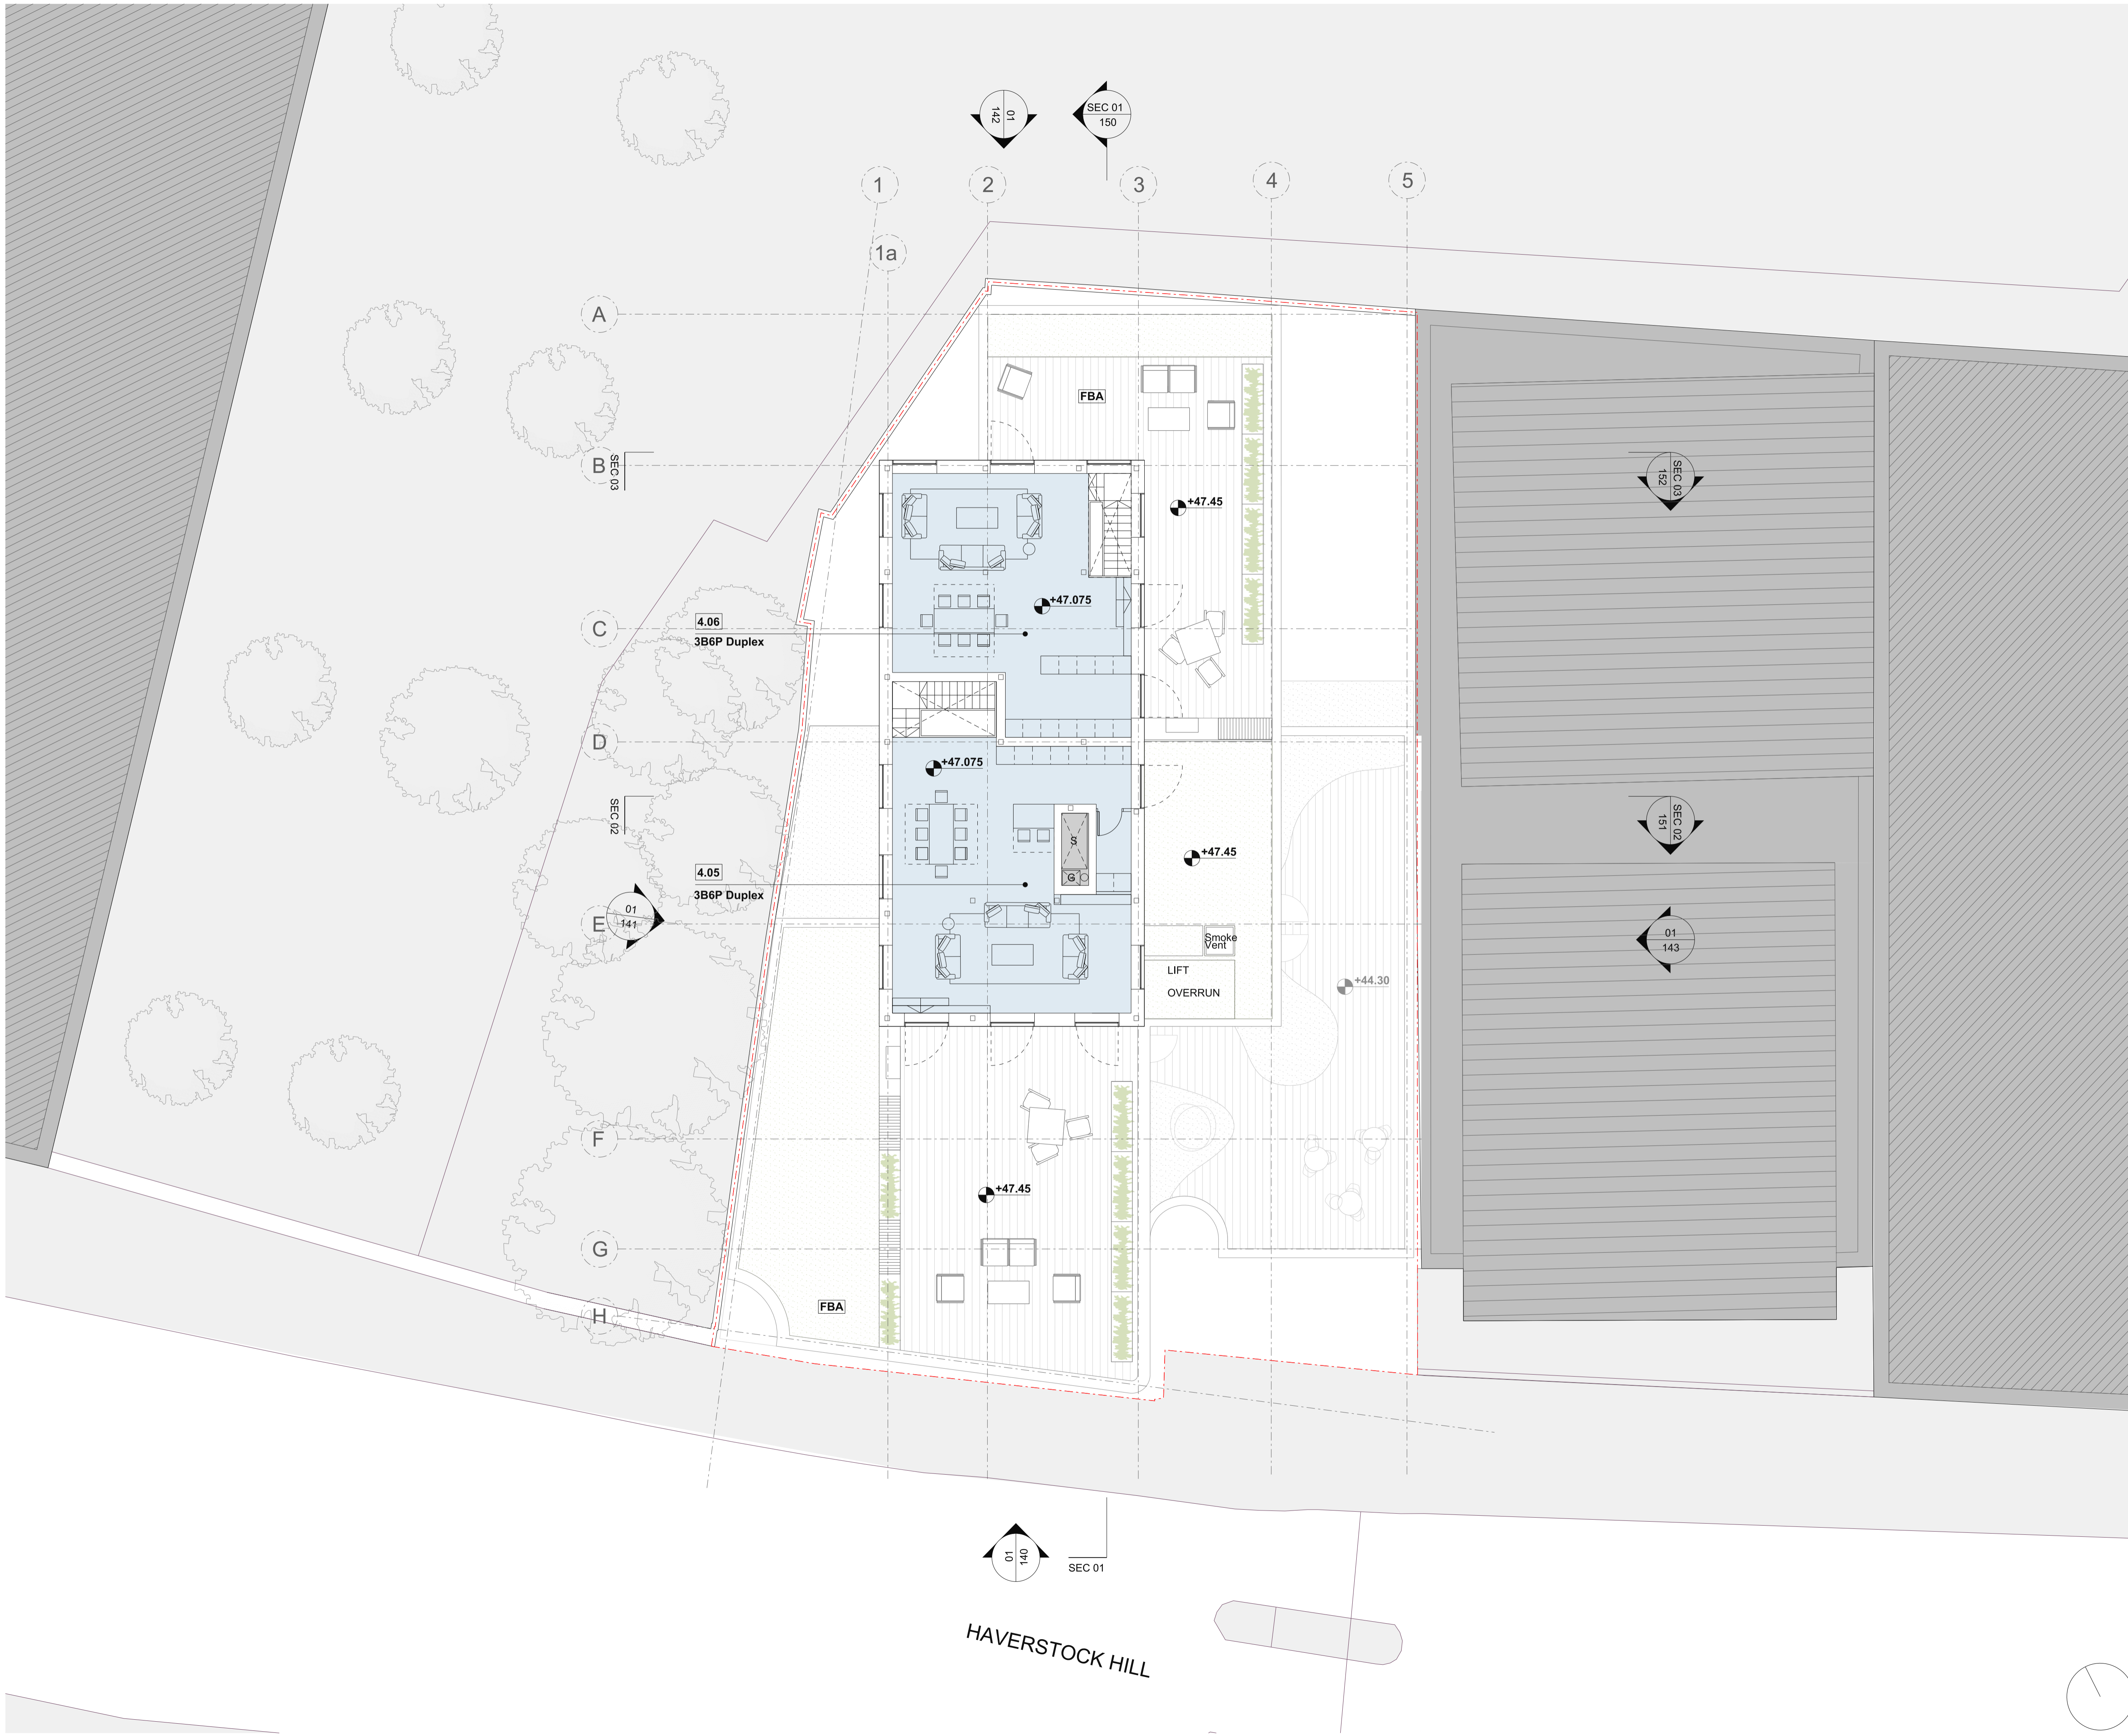 01
142
SEC 01
150
1
2
3
4
5
1a
A
FBA
B
SEC 03
SEC 03
152
+47.45
+47.075
4.06
C
3B6P Duplex
D
+47.075
SEC 02
SEC 02
151
S
+47.45
4.05
G
3B6P Duplex
01
141
E
Smoke
Vent
01
143
LIFT
OVERRUN
+44.30
F
+47.45
G
FBA
H
01
140
SEC 01
HAVERSTOCK HILL